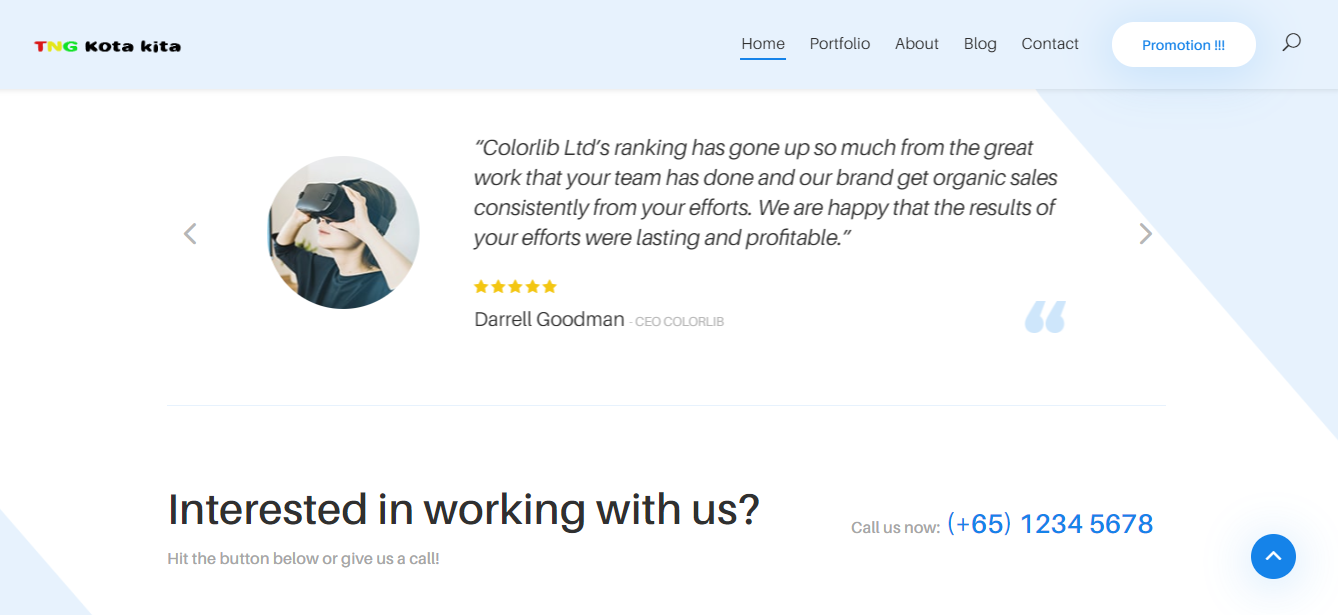 TNG Kota kita
Home Portfolio About Blog Contact Promotion !!!
“Colorlib Ltd’s ranking has gone up so much from the great
work that your team has done and our brand get organic sales
consistently from your efforts. We are happy that the results of
your efforts were lasting and profitable.”
Darrell Goodman - CEO COLORLIB
Interested in working with us?
Call us now: (+65) 1234 5678
Hit the button below or give us a call!